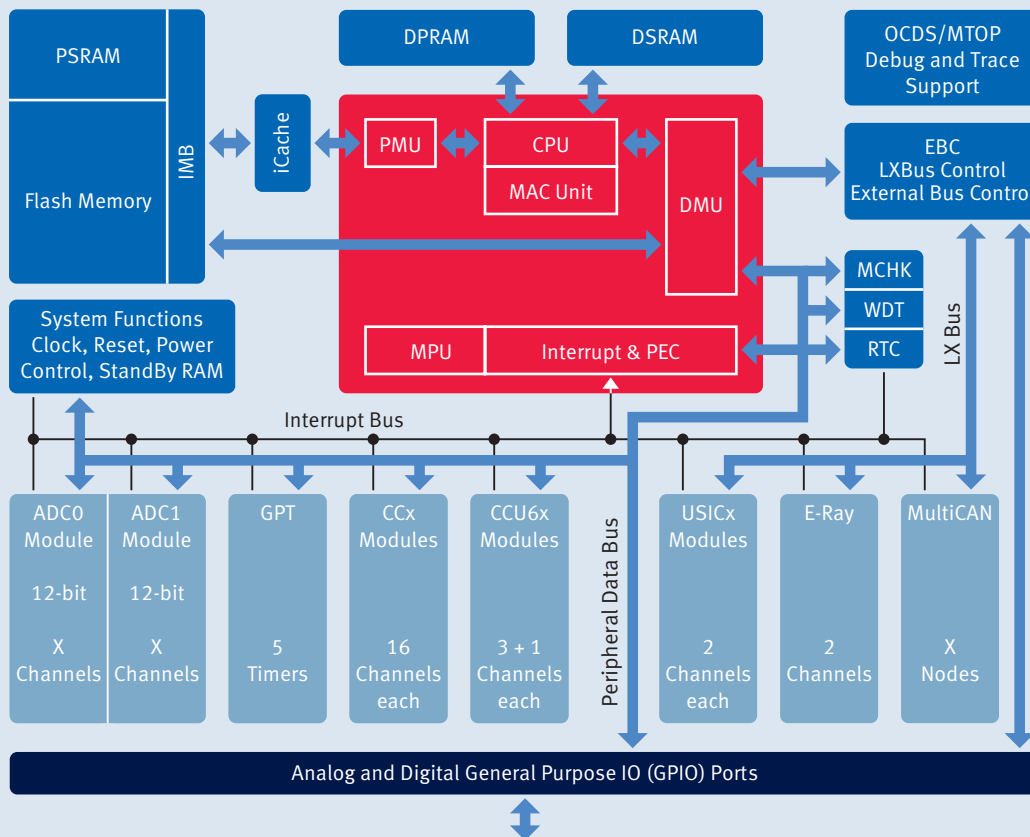 PSRAM
Flash Memory
IMB
iCache
DPRAM
DSRAM
OCDS/MTOP
Debug and Trace
Support
PMU
CPU
MAC Unit
DMU
EBC
LXBus Control
External Bus Control
MCHK
WDT
RTC
LX Bus
System Functions
Clock, Reset, Power
Control, StandBy RAM
MPU
Interrupt & PEC
Interrupt Bus
ADC0
Module
12-bit
X
Channels
ADC1
Module
12-bit
X
Channels
GPT
5
Timers
CCx
Modules
16
Channels
each
CCU6x
Modules
3 + 1
Channels
each
Peripheral Data Bus
USICx
Modules
2
Channels
each
E-Ray
2
Channels
MultiCAN
X
Nodes
Analog and Digital General Purpose IO (GPIO) Ports